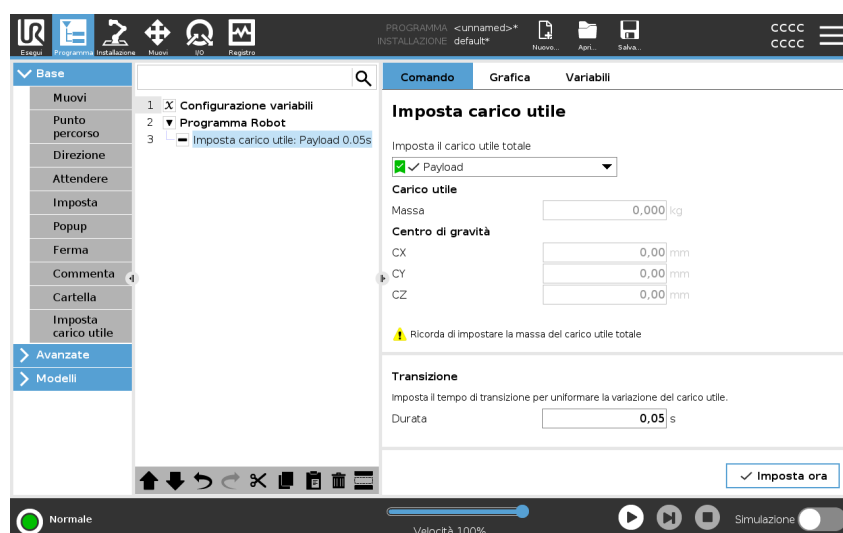 PROGRAMMA <unnamed>*
INSTALLAZIONE default*
CCCC
CCCC
Esegui
Programma
Installazione
Muovi
I/O
Registro
Nuovo...
Apri...
Salva...
Base
Muovi
Punto
percorso
Direzione
Attendere
Imposta
Popup
Ferma
Commenta
Cartella
Imposta
carico utile
Avanzate
Modelli
1 X Configurazione variabili
2 Programma Robot
3 Imposta carico utile: Payload 0.05s
Comando Grafica Variabili
Imposta carico utile
Imposta il carico utile totale
Payload
Carico utile
Massa 0,000 kg
Centro di gravità
CX 0,00 mm
CY 0,00 mm
CZ 0,00 mm
Ricorda di impostare la massa del carico utile totale
Transizione
Imposta il tempo di transizione per uniformare la variazione del carico utile.
Durata 0,05 s
Imposta ora
Normale
Velocità 100%
Simulazione